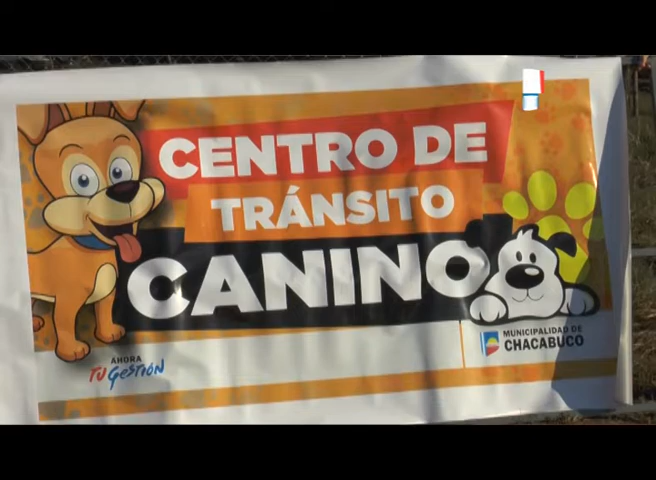 CENTRO DE
TRÁNSITO
CANINO
AHORA
TU GESTIÓN
MUNICIPALIDAD DE
CHACABUCO